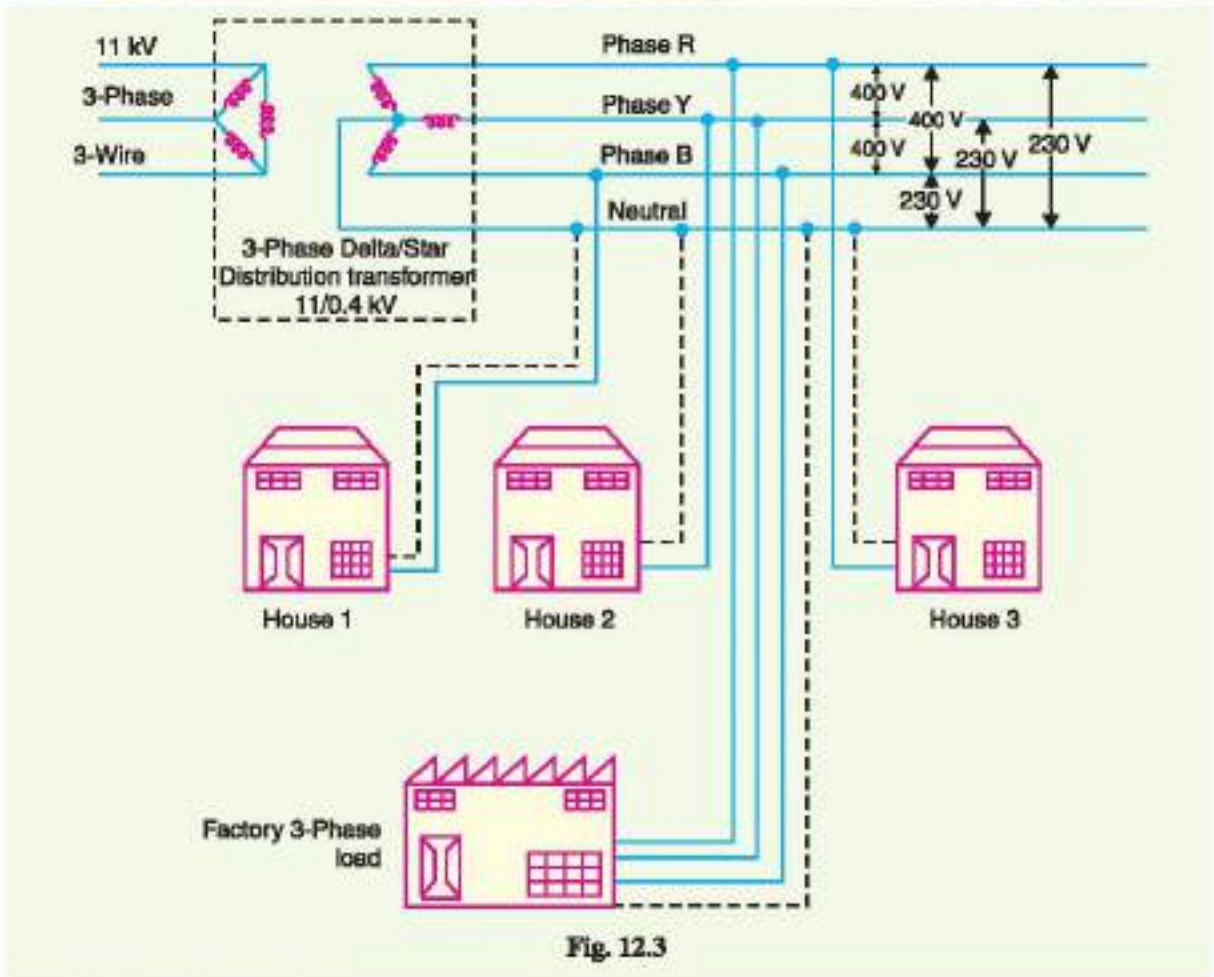 11 kV
3-Phase
3-Wire
3-Phase Delta/Star
Distribution transformer
11/0.4 kV
Phase R
Phase Y
Phase B
Neutral
400 V
400 V
400 V
230 V
230 V
230 V
House 1
House 2
House 3
Factory 3-Phase
load
Fig. 12.3